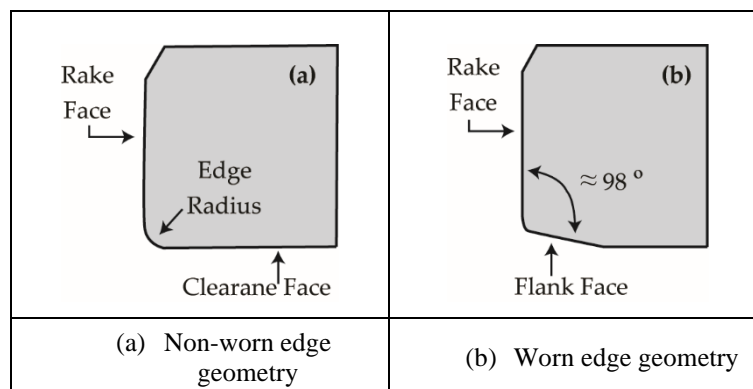 (a)
Rake
Face
Edge
Radius
Clearane Face
(b)
Rake
Face
≈ 98 °
Flank Face
(a) Non-worn edge
geometry
(b) Worn edge geometry